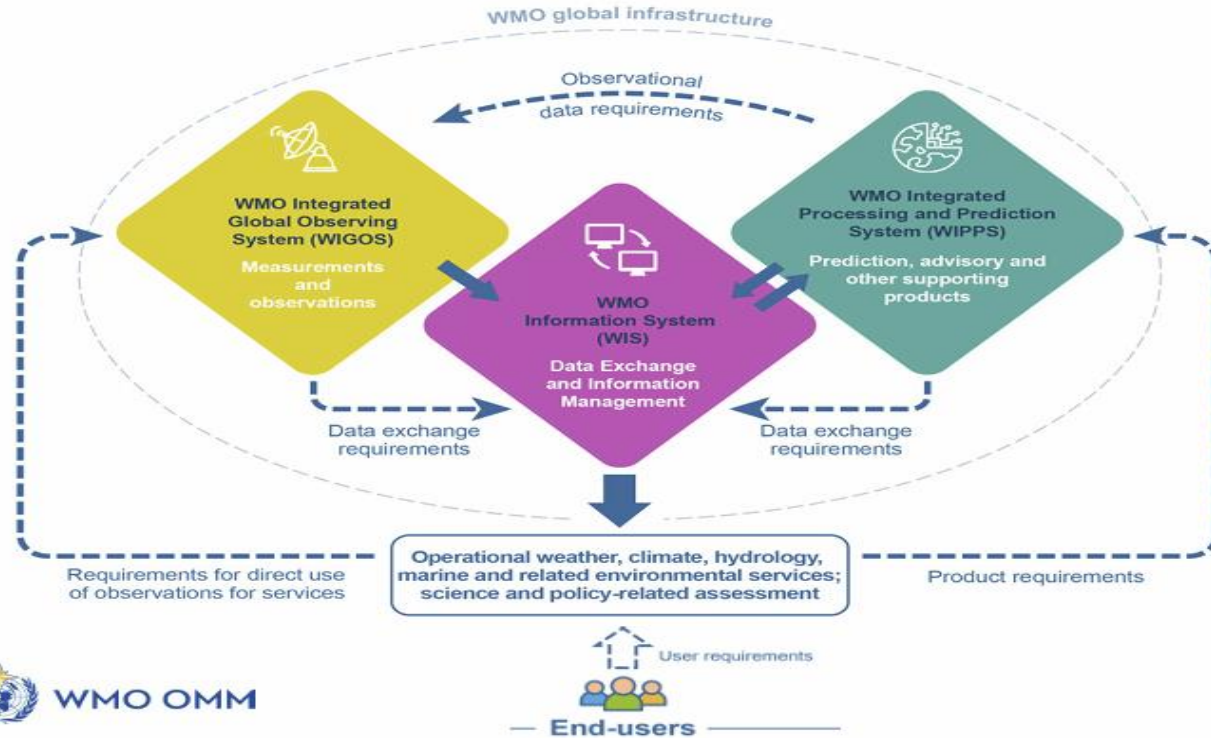 WMO global infrastructure
Observational
data requirements
WMO Integrated
Global Observing
System (WIGOS)
Measurements
and
observations
WMO Integrated
Processing and Prediction
System (WIPPS)
Prediction, advisory and
other supporting
products
WMO
Information System
(WIS)
Data Exchange
and Information
Management
Data exchange
requirements
Data exchange
requirements
Operational weather, climate, hydrology,
marine and related environmental services;
science and policy-related assessment
Requirements for direct use
of observations for services
Product requirements
User requirements
WMO OMM
End-users